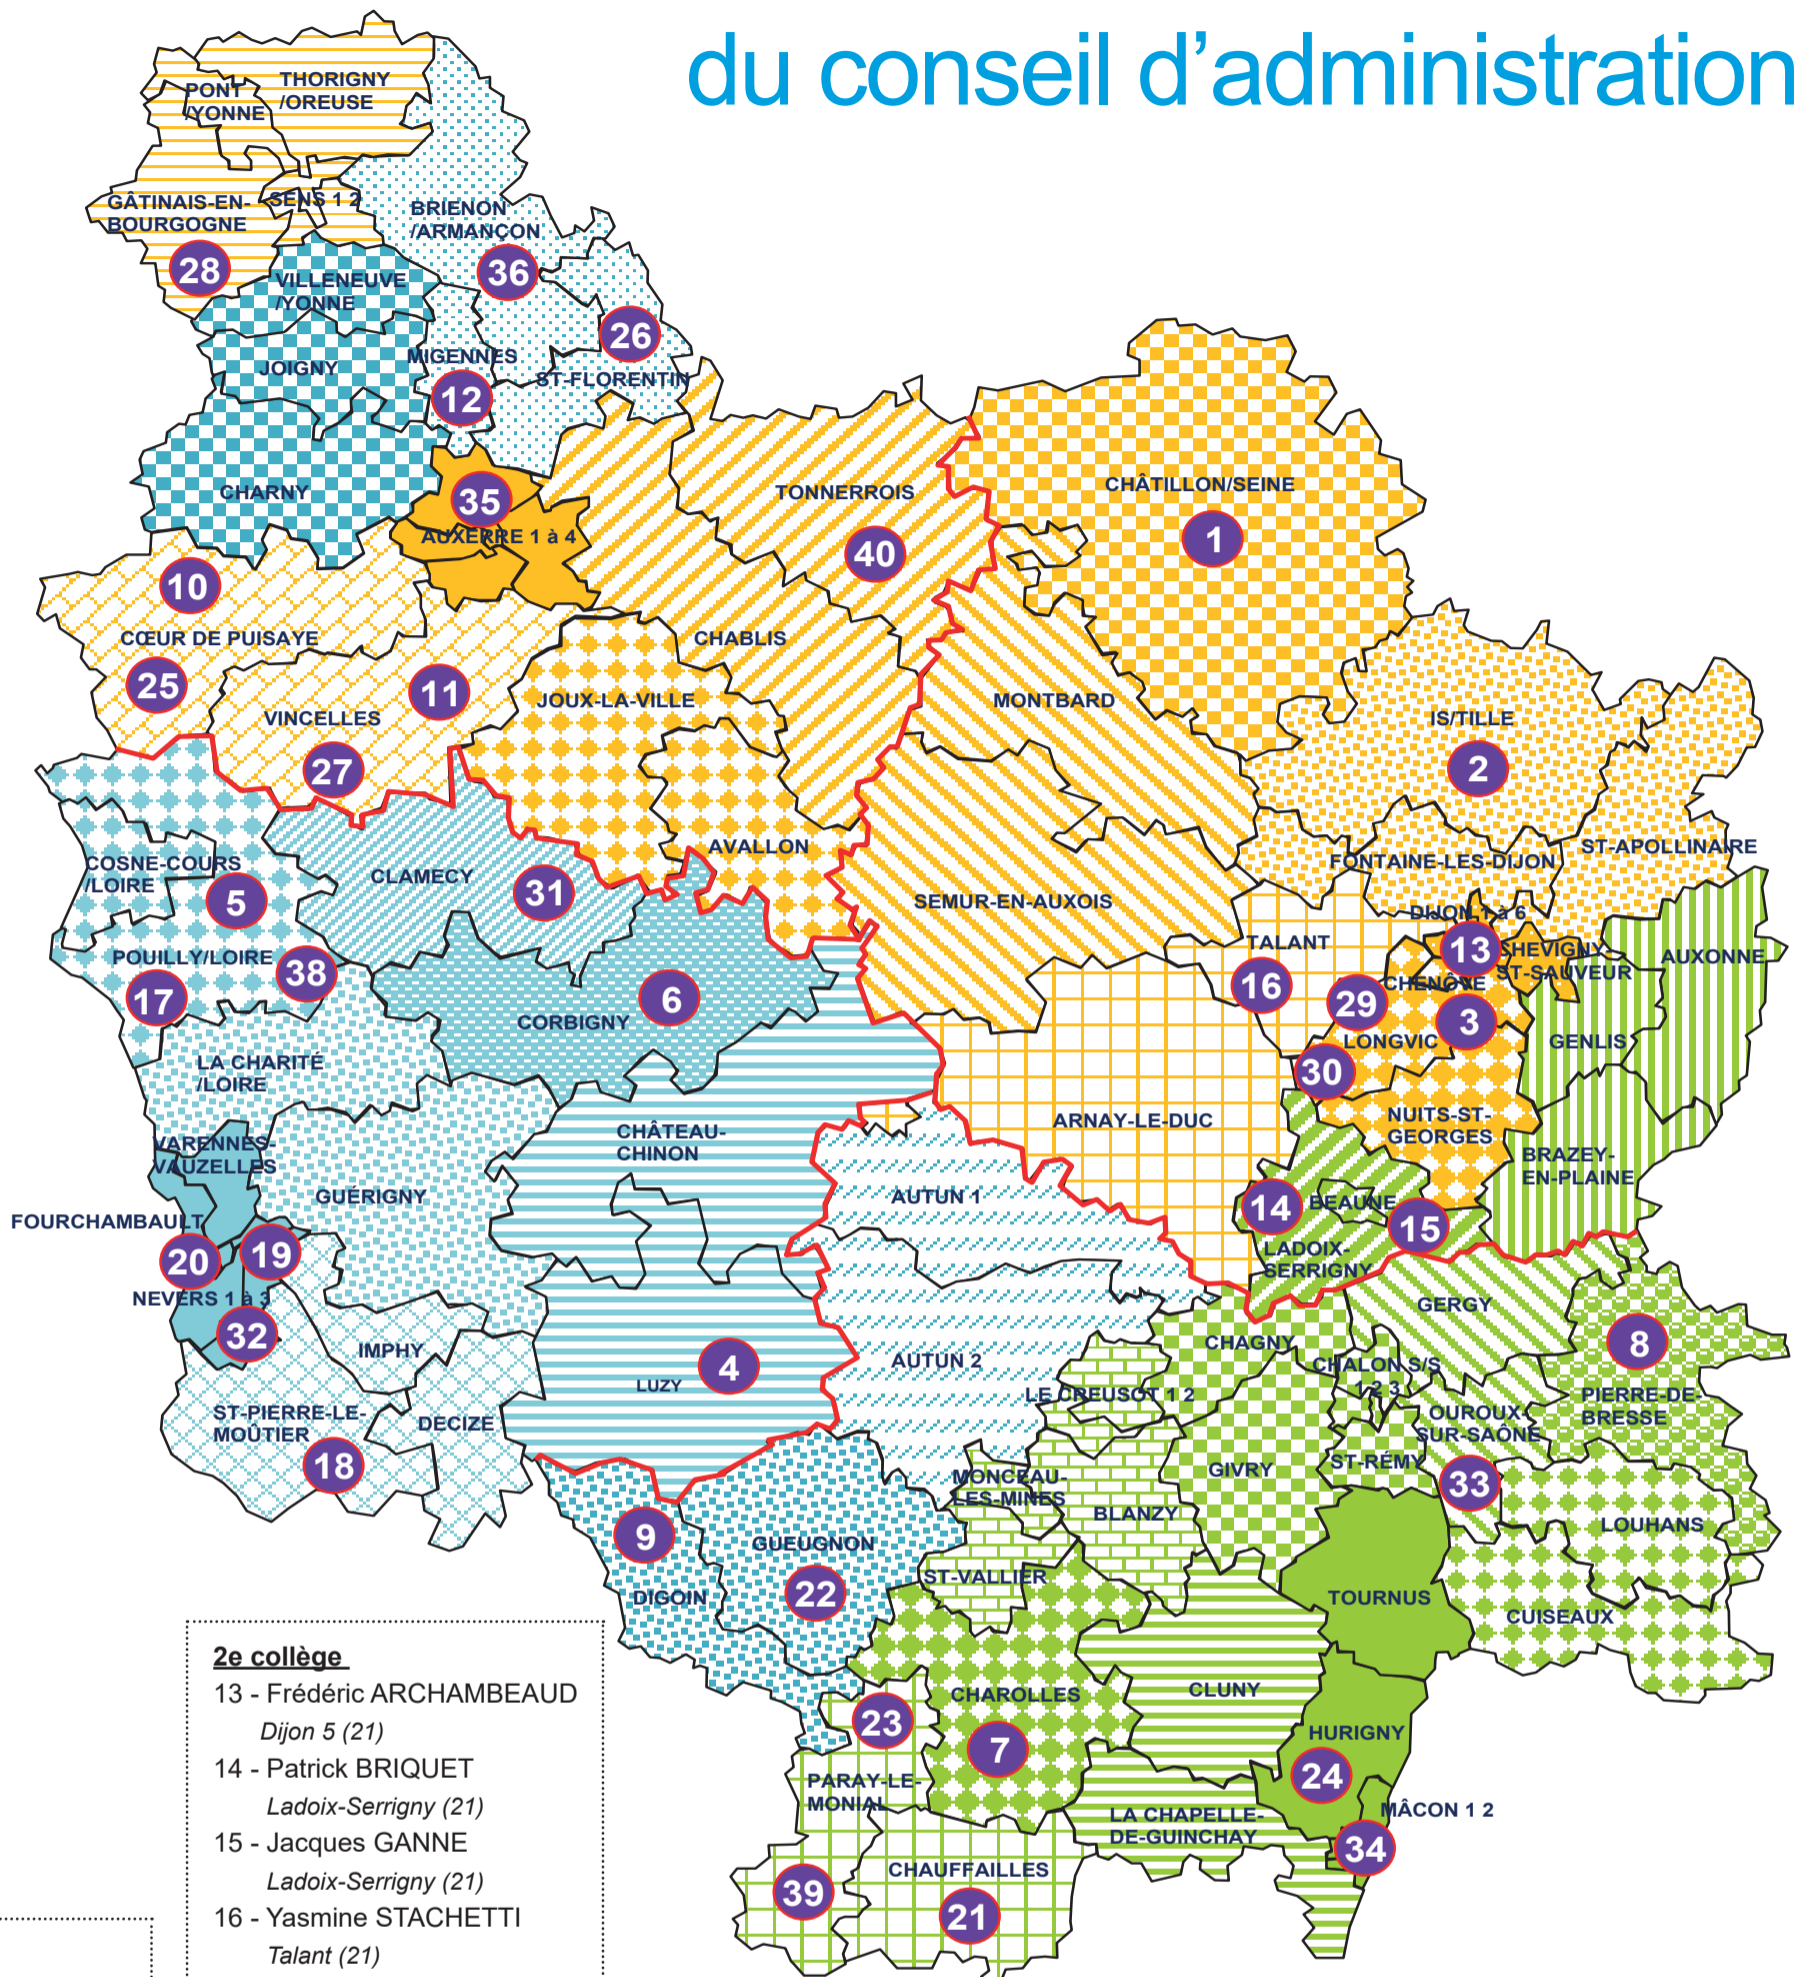 du conseil d’administration
THORIGNY
/OREUSE
PONT
/YONNE
GÂTINAIS-EN-
BOURGOGNE
SENS 1 2
28
BRIENON
/ARMANÇON
36
VILLENEUVE
/YONNE
26
JOIGNY
MIGENNES
12
ST-FLORENTIN
CHARNY
35
AUXERRE 1 à 4
TONNERROIS
40
CHÂTILLON/SEINE
1
10
CŒUR DE PUISAYE
25
11
VINCELLES
27
CHABLIS
JOUX-LA-VILLE
MONTBARD
IS/TILLE
2
AVALLON
COSNE-COURS
/LOIRE
5
CLAMECY
31
SEMUR-EN-AUXOIS
FONTAINE-LES-DIJON
ST-APOLLINAIRE
DIJON 1 à 6
13
CHEVIGNY
ST-SAUVEUR
AUXONNE
TALANT
16
29
CHENÔVE
3
LONGVIC
30
GENLIS
POUILLY/LOIRE
38
17
6
CORBIGNY
LA CHARITÉ
/LOIRE
ARNAY-LE-DUC
NUITS-ST-
GEORGES
BRAZEY-
EN-PLAINE
VARENNES-
VAUZELLES
GUÉRIGNY
CHÂTEAU-
CHINON
AUTUN 1
14
BEAUNE
15
LADOIX-
SERRIGNY
FOURCHAMBAULT
20
19
NEVERS 1 à 3
32
IMPHY
4
LUZY
AUTUN 2
CHAGNY
GERGY
8
LE CREUSOT 1 2
CHALON S/S
1 2 3
PIERRE-DE-
BRESSE
ST-PIERRE-LE-
MOÛTIER
DECIZE
18
OUROUX-
SUR-SAÔNE
33
MONCEAU-
LES-MINES
BLANZY
GIVRY
ST-RÉMY
LOUHANS
9
DIGOIN
GUEUGNON
22
ST-VALLIER
TOURNUS
CUISEAUX
23
CHAROLLES
7
CLUNY
HURIGNY
24
PARAY-LE-
MONIAL
LA CHAPELLE-
DE-GUINCHAY
MÂCON 1 2
34
39
CHAUFFAILLES
21
2e collège
13 - Frédéric ARCHAMBEAUD
Dijon 5 (21)
14 - Patrick BRIQUET
Ladoix-Serrigny (21)
15 - Jacques GANNE
Ladoix-Serrigny (21)
16 - Yasmine STACHETTI
Talant (21)